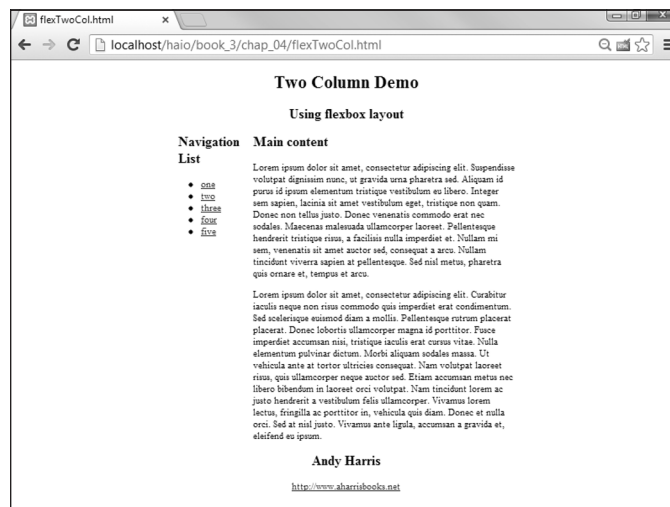 flexTwoCol.html
localhost/haio/book_3/chap_04/flexTwoCol.html
Two Column Demo
Using flexbox layout
Navigation
List
one
two
three
four
five
Main content
Lorem ipsum dolor sit amet, consectetur adipiscing elit. Suspendisse
volutpat dignissim nunc, ut gravida urna pharetra sed. Aliquam id
purus id ipsum elementum tristique vestibulum eu libero. Integer
sem sapien, lacinia sit amet vestibulum eget, tristique non quam.
Donec non tellus justo. Donec venenatis commodo erat nec
sodales. Maecenas malesuada ullamcorper laoreet. Pellentesque
hendrerit tristique risus, a facilisis nulla imperdiet et. Nullam mi
sem, venenatis sit amet auctor sed, consequat a arcu. Nullam
tincidunt viverra sapien at pellentesque. Sed nisl metus, pharetra
quis ornare et, tempus et arcu.
Lorem ipsum dolor sit amet, consectetur adipiscing elit. Curabitur
iaculis neque non risus commodo quis imperdiet erat condimentum.
Sed scelerisque euismod diam a mollis. Pellentesque rutrum placerat
placerat. Donec lobortis ullamcorper magna id porttitor. Fusce
imperdiet accumsan nisi, tristique iaculis erat cursus vitae. Nulla
elementum pulvinar dictum. Morbi aliquam sodales massa. Ut
vehicula ante at tortor ultricies consequat. Nam volutpat laoreet
risus, quis ullamcorper neque auctor sed. Etiam accumsan metus nec
libero bibendum in laoreet orci volutpat. Nam tincidunt lorem ac
justo hendrerit a vestibulum felis ullamcorper. Vivamus lorem
lectus, fringilla ac porttitor in, vehicula quis diam. Donec et nulla
orci. Sed at nisl justo. Vivamus ante ligula, accumsan a gravida et,
eleifend eu ipsum.
Andy Harris
http://www.aharrisbooks.net